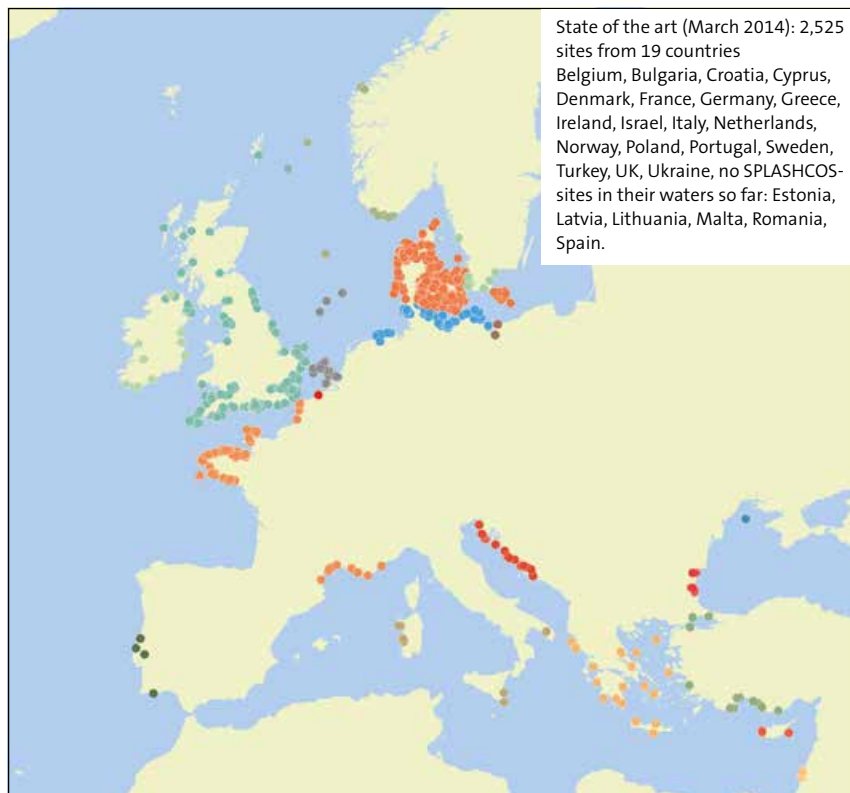 State of the art (March 2014): 2,525
sites from 19 countries
Belgium, Bulgaria, Croatia, Cyprus,
Denmark, France, Germany, Greece,
Ireland, Israel, Italy, Netherlands,
Norway, Poland, Portugal, Sweden,
Turkey, UK, Ukraine, no SPLASHCOS-
sites in their waters so far: Estonia,
Latvia, Lithuania, Malta, Romania,
Spain.